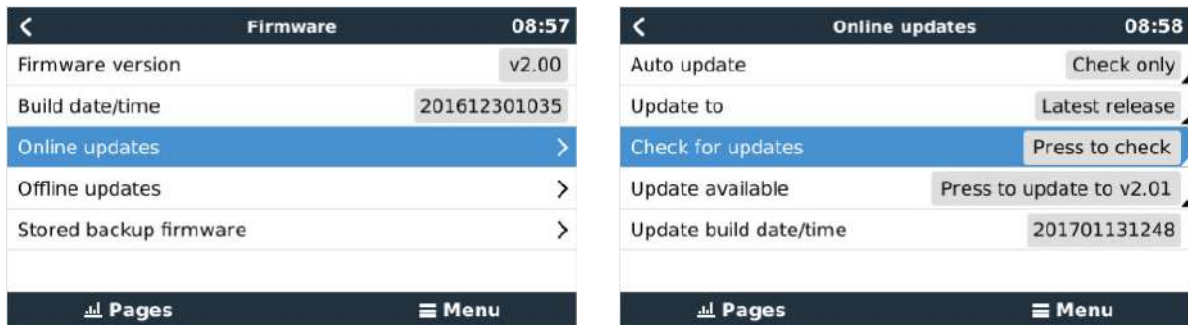 Firmware 08:57
Firmware version v2.00
Build date/time 201612301035
Online updates
Offline updates
Stored backup firmware
Pages Menu
Online updates 08:58
Auto update Check only
Update to Latest release
Check for updates Press to check
Update available Press to update to v2.01
Update build date/time 201701131248
Pages Menu